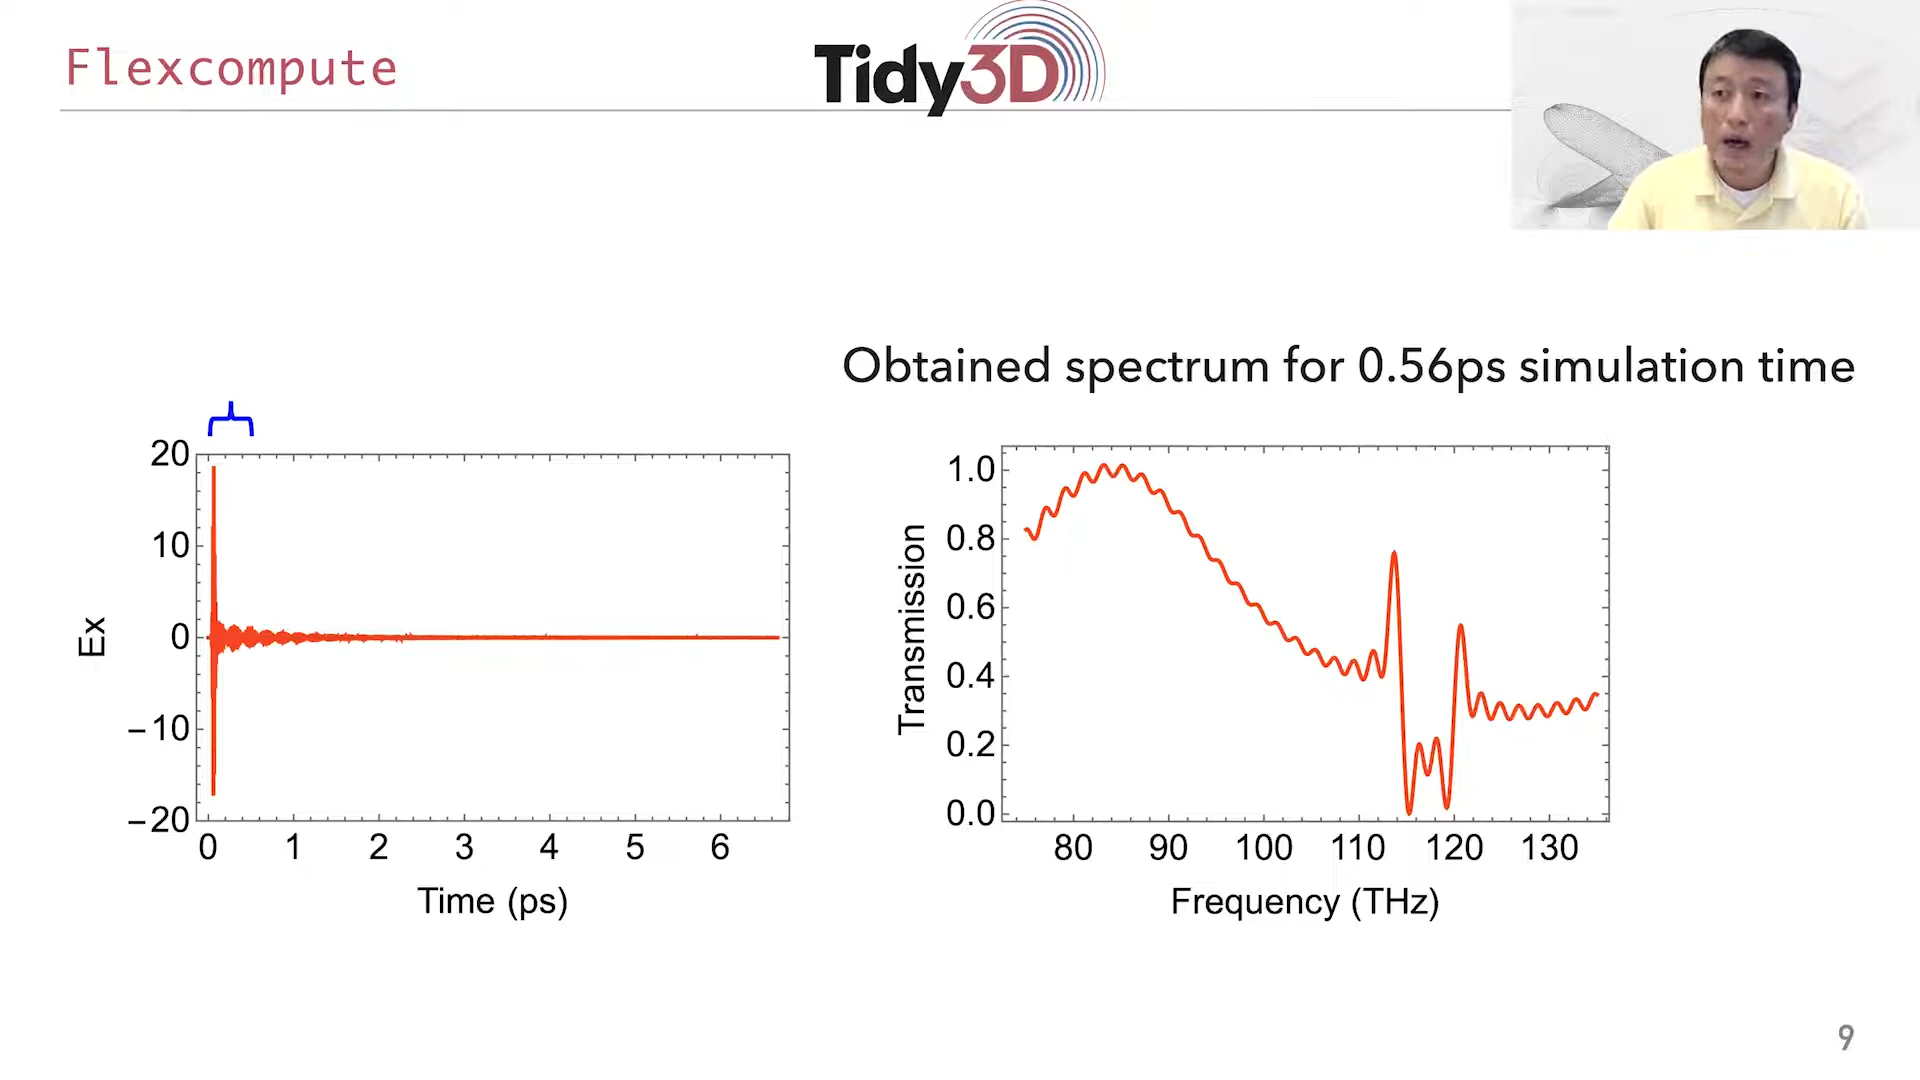 Flexcompute
Tidy3D
Obtained spectrum for 0.56ps simulation time
20
10
0
−10
−20
Ex
0 1 2 3 4 5 6
Time (ps)
1.0
0.8
0.6
0.4
0.2
0.0
Transmission
80 90 100 110 120 130
Frequency (THz)
9